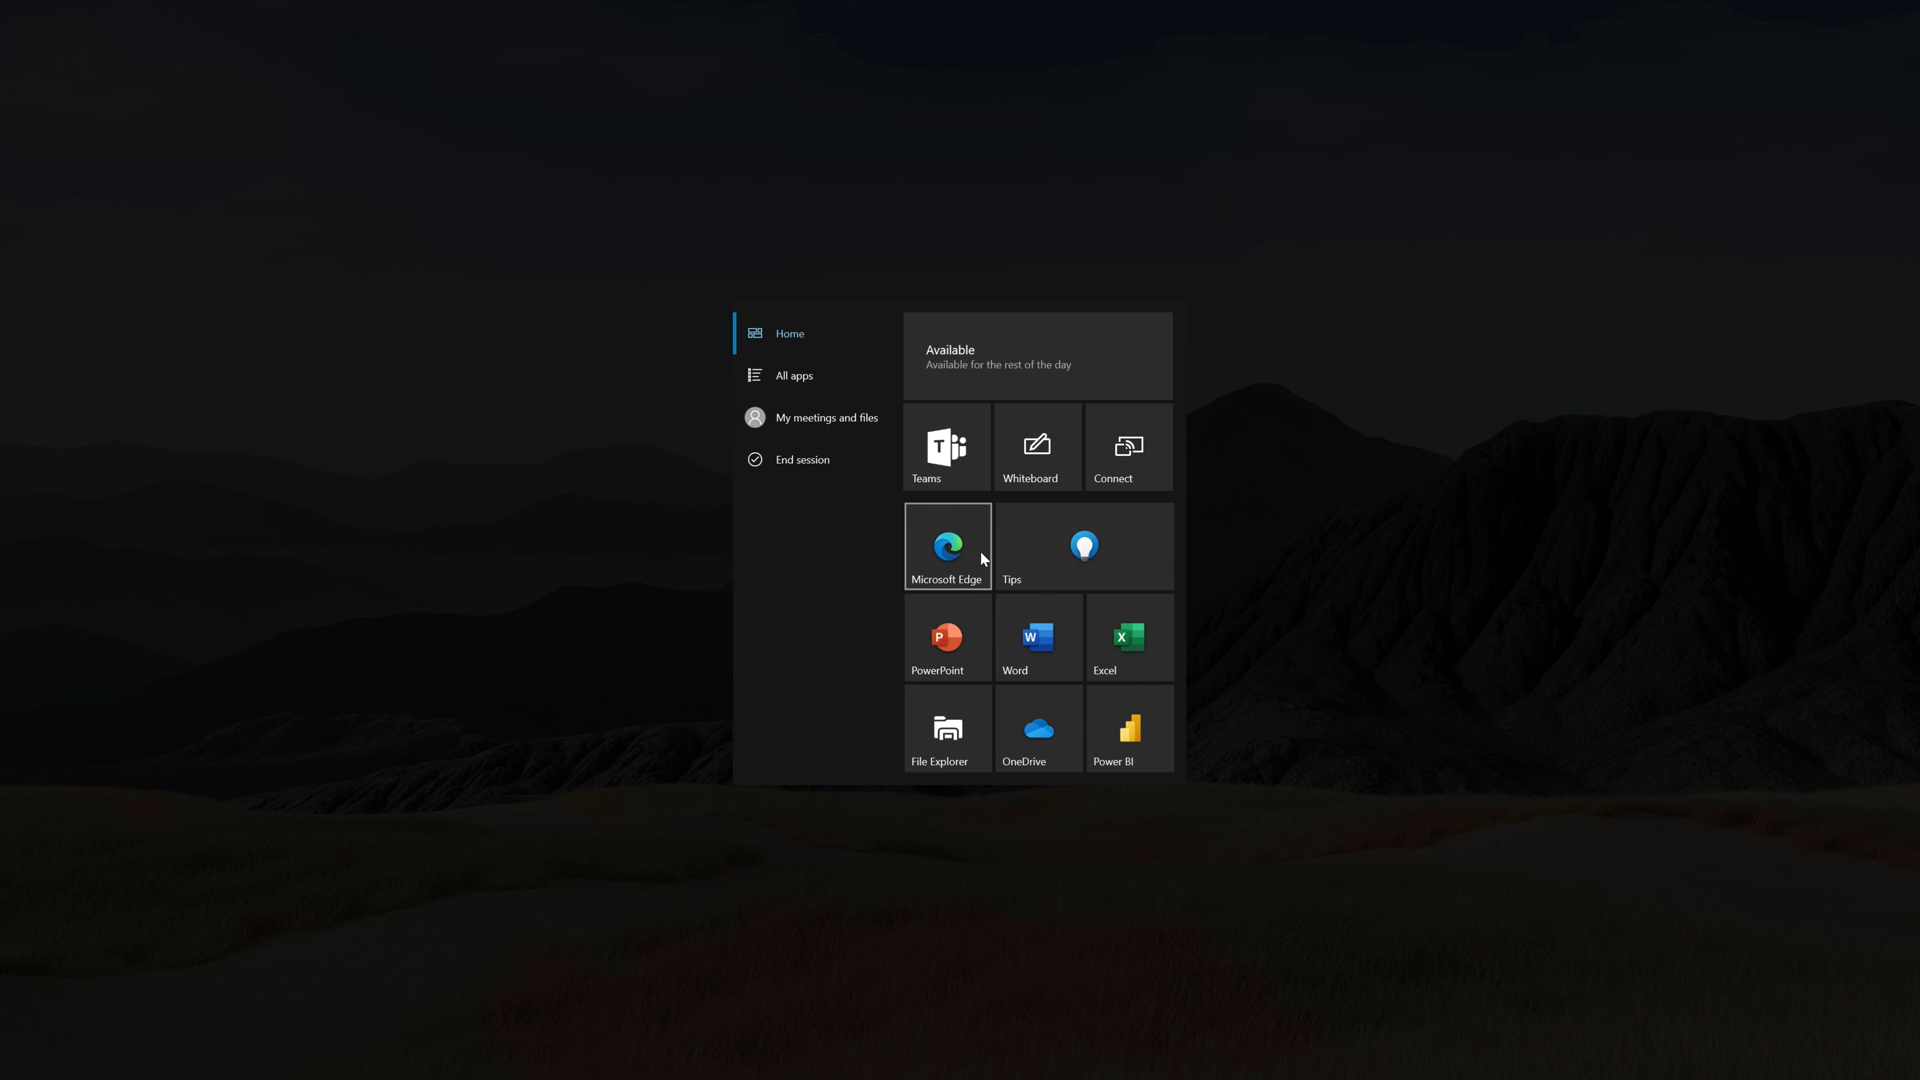 Home
All apps
My meetings and files
End session
Available
Available for the rest of the day
Teams
Whiteboard
Connect
Microsoft Edge
Tips
PowerPoint
Word
Excel
File Explorer
OneDrive
Power BI